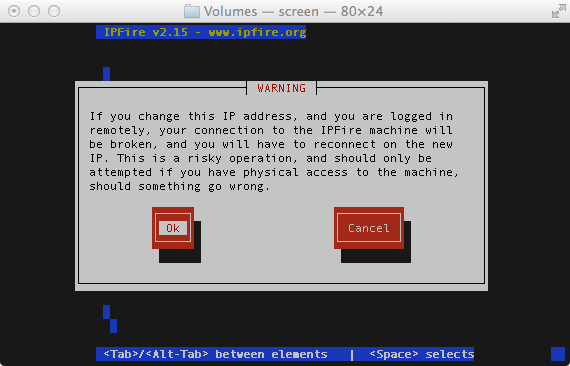 Volumes — screen — 80×24
IPFire v2.15 - www.ipfire.org
WARNING
If you change this IP address, and you are logged in
remotely, your connection to the IPFire machine will
be broken, and you will have to reconnect on the new
IP. This is a risky operation, and should only be
attempted if you have physical access to the machine,
should something go wrong.
Ok Cancel
<Tab>/<Alt-Tab> between elements | <Space> selects